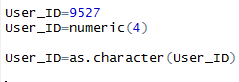 User_ID=9527
User_ID=numeric(4)
User_ID=as.character(User_ID)